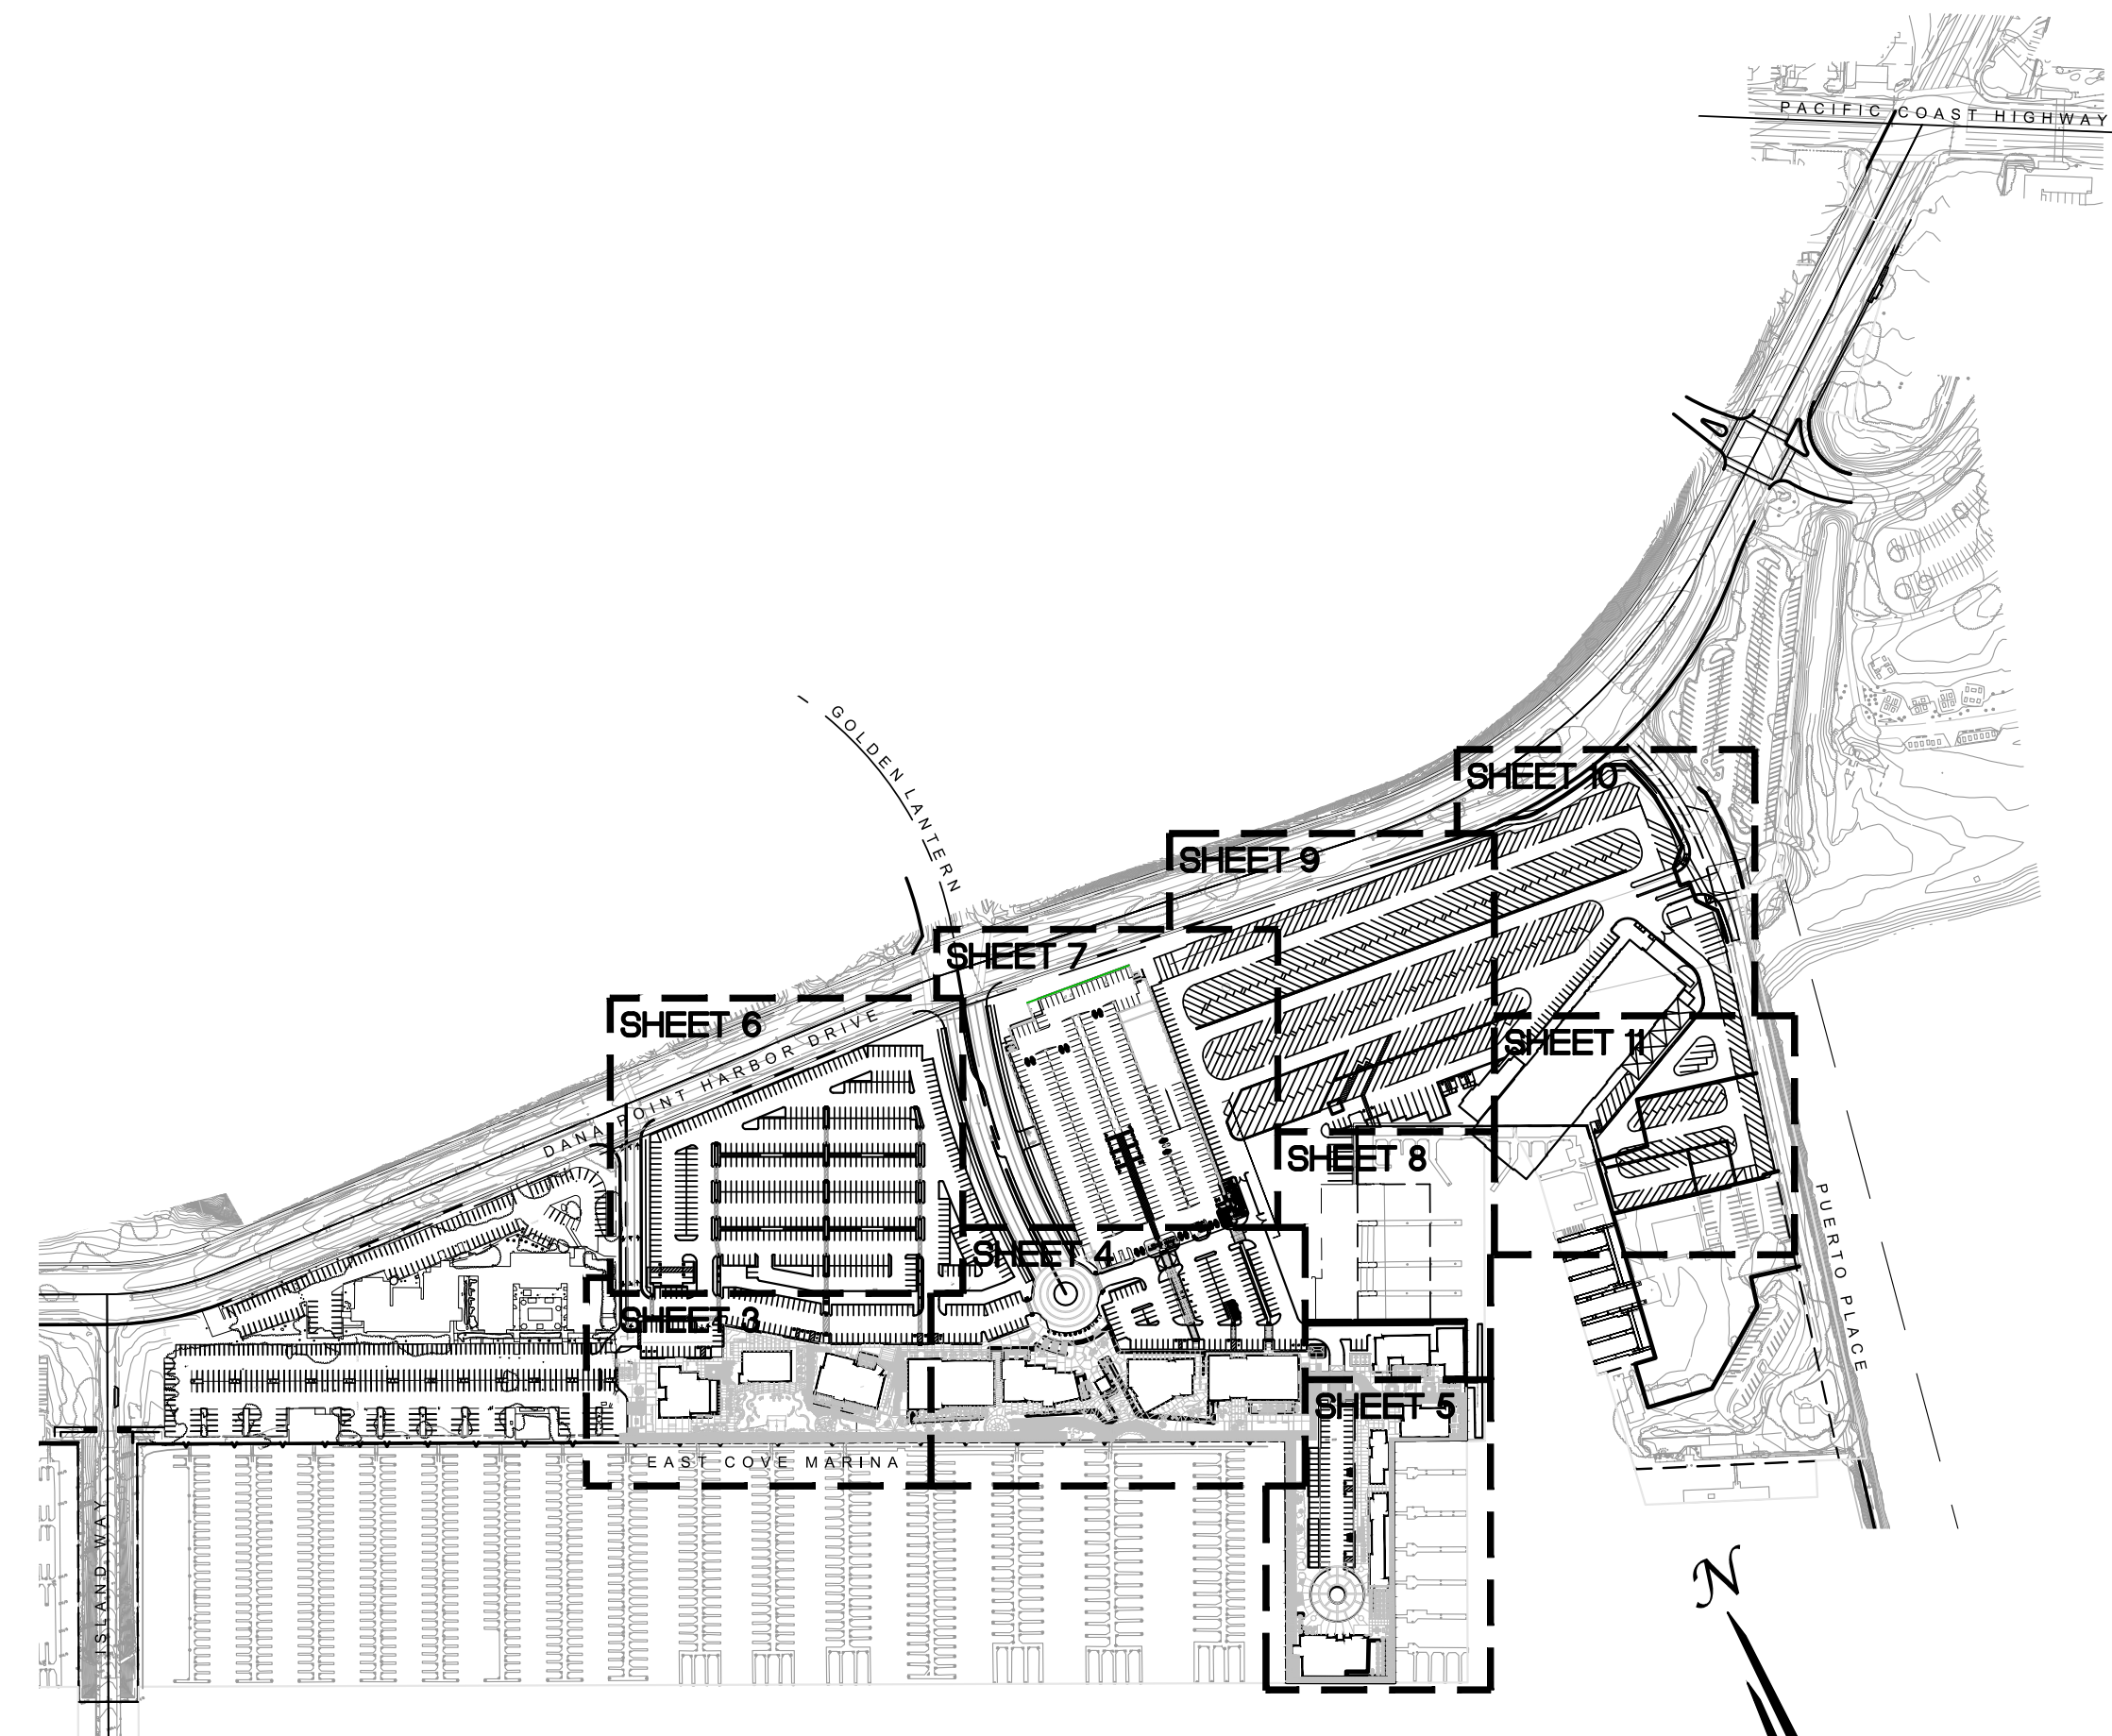 PACIFIC COAST HIGHWAY
GOLDEN LANTERN
SHEET 10
SHEET 9
SHEET 7
SHEET 6
DANA POINT HARBOR DRIVE
SHEET 11
SHEET 8
SHEET 4
SHEET 3
PUERTO PLACE
SHEET 5
EAST COVE MARINA
ISLAND WAY
N